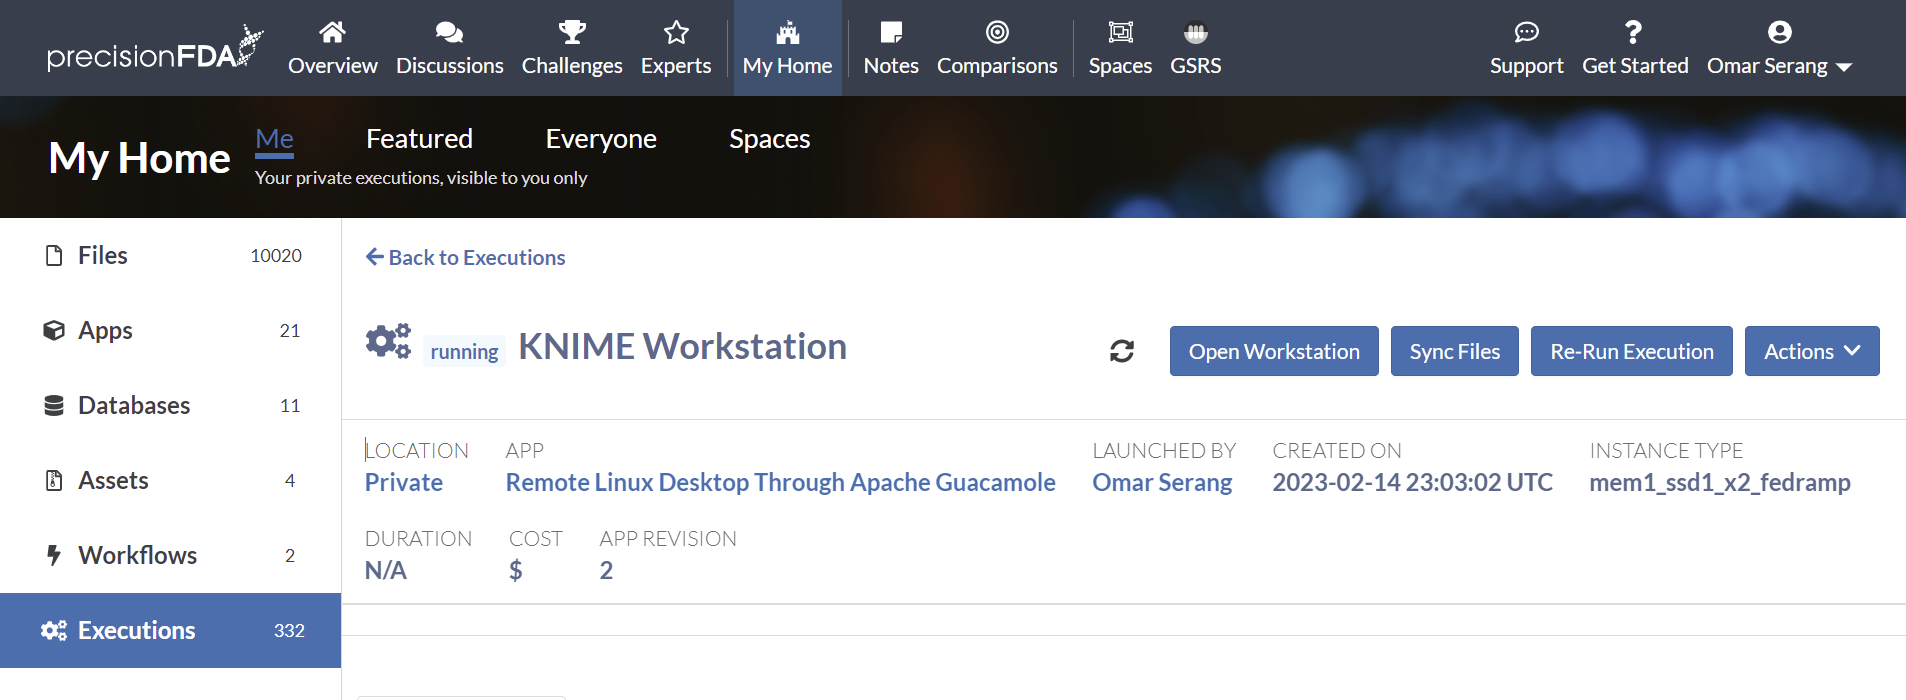 precisionFDA
Overview Discussions Challenges Experts My Home Notes Comparisons Spaces GSRS Support Get Started Omar Serang
My Home Me Featured Everyone Spaces
Your private executions, visible to you only
Files 10020
Apps 21
Databases 11
Assets 4
Workflows 2
Executions 332
Back to Executions
running KNIME Workstation
Open Workstation Sync Files Re-Run Execution Actions
LOCATION APP LAUNCHED BY CREATED ON INSTANCE TYPE
Private Remote Linux Desktop Through Apache Guacamole Omar Serang 2023-02-14 23:03:02 UTC mem1_ssd1_x2_fedramp
DURATION COST APP REVISION
N/A $ 2